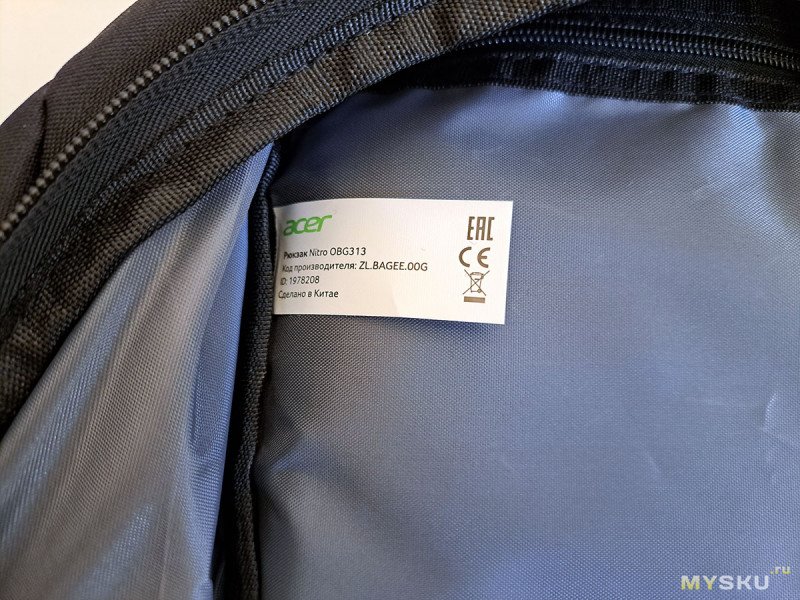 acer
EAC
Рюкзак Nitro OBG313
Код производителя: ZL.BAGEE.00G
CE
ID: 1978208
Сделано в Китае
MYSKU.ru